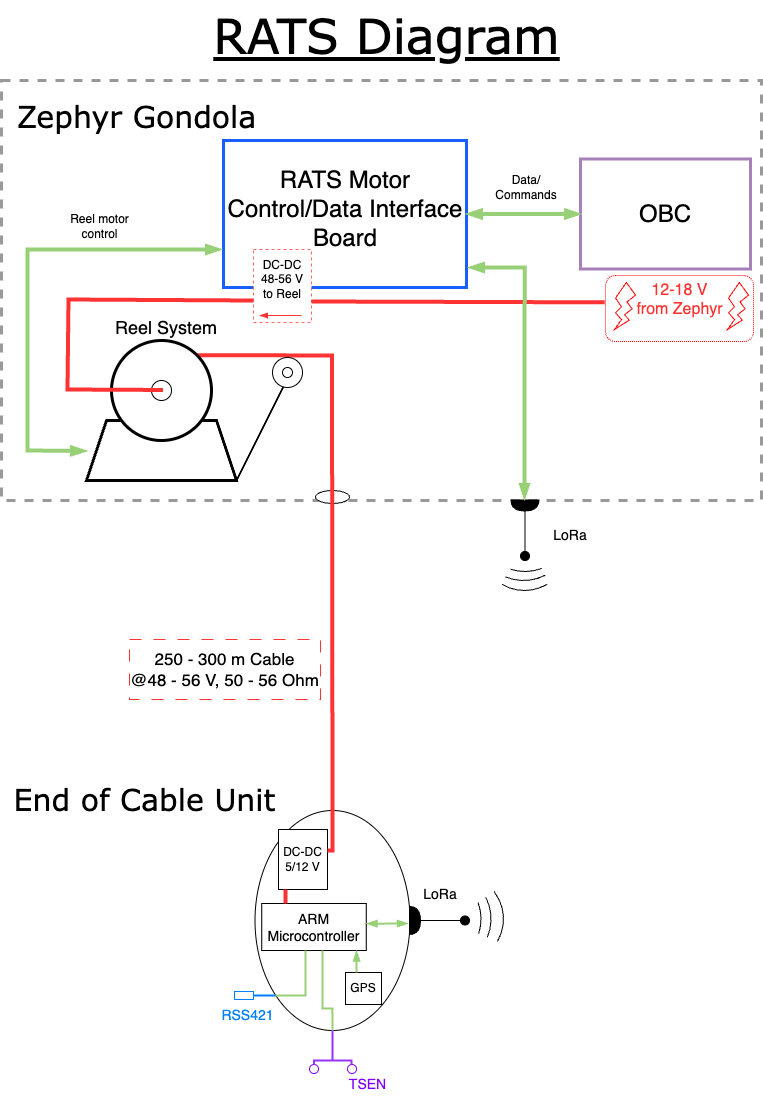 RATS Diagram
Zephyr Gondola
RATS Motor
Control/Data Interface
Board
Data/
Commands
OBC
Reel motor
control
DC-DC
48-56 V
to Reel
12-18 V
from Zephyr
Reel System
LoRa
250 - 300 m Cable
@48 - 56 V, 50 - 56 Ohm
End of Cable Unit
DC-DC
5/12 V
LoRa
ARM
Microcontroller
GPS
RSS421
TSEN